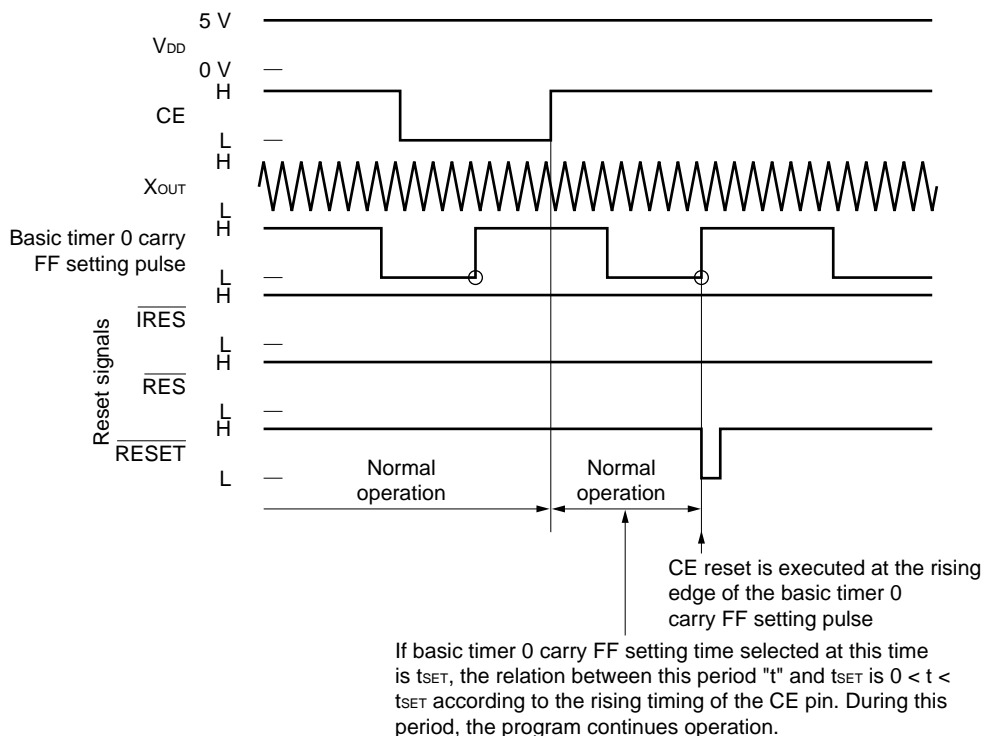 5 V
VDD
0 V
H
CE
L
H
XOUT
L
H
Basic timer 0 carry
FF setting pulse
L
H
IRES
L
H
RES
L
H
RESET
L
Reset signals
Normal
operation
Normal
operation
CE reset is executed at the rising
edge of the basic timer 0
carry FF setting pulse
If basic timer 0 carry FF setting time selected at this time
is tSET, the relation between this period "t" and tSET is 0 < t <
tSET according to the rising timing of the CE pin. During this
period, the program continues operation.